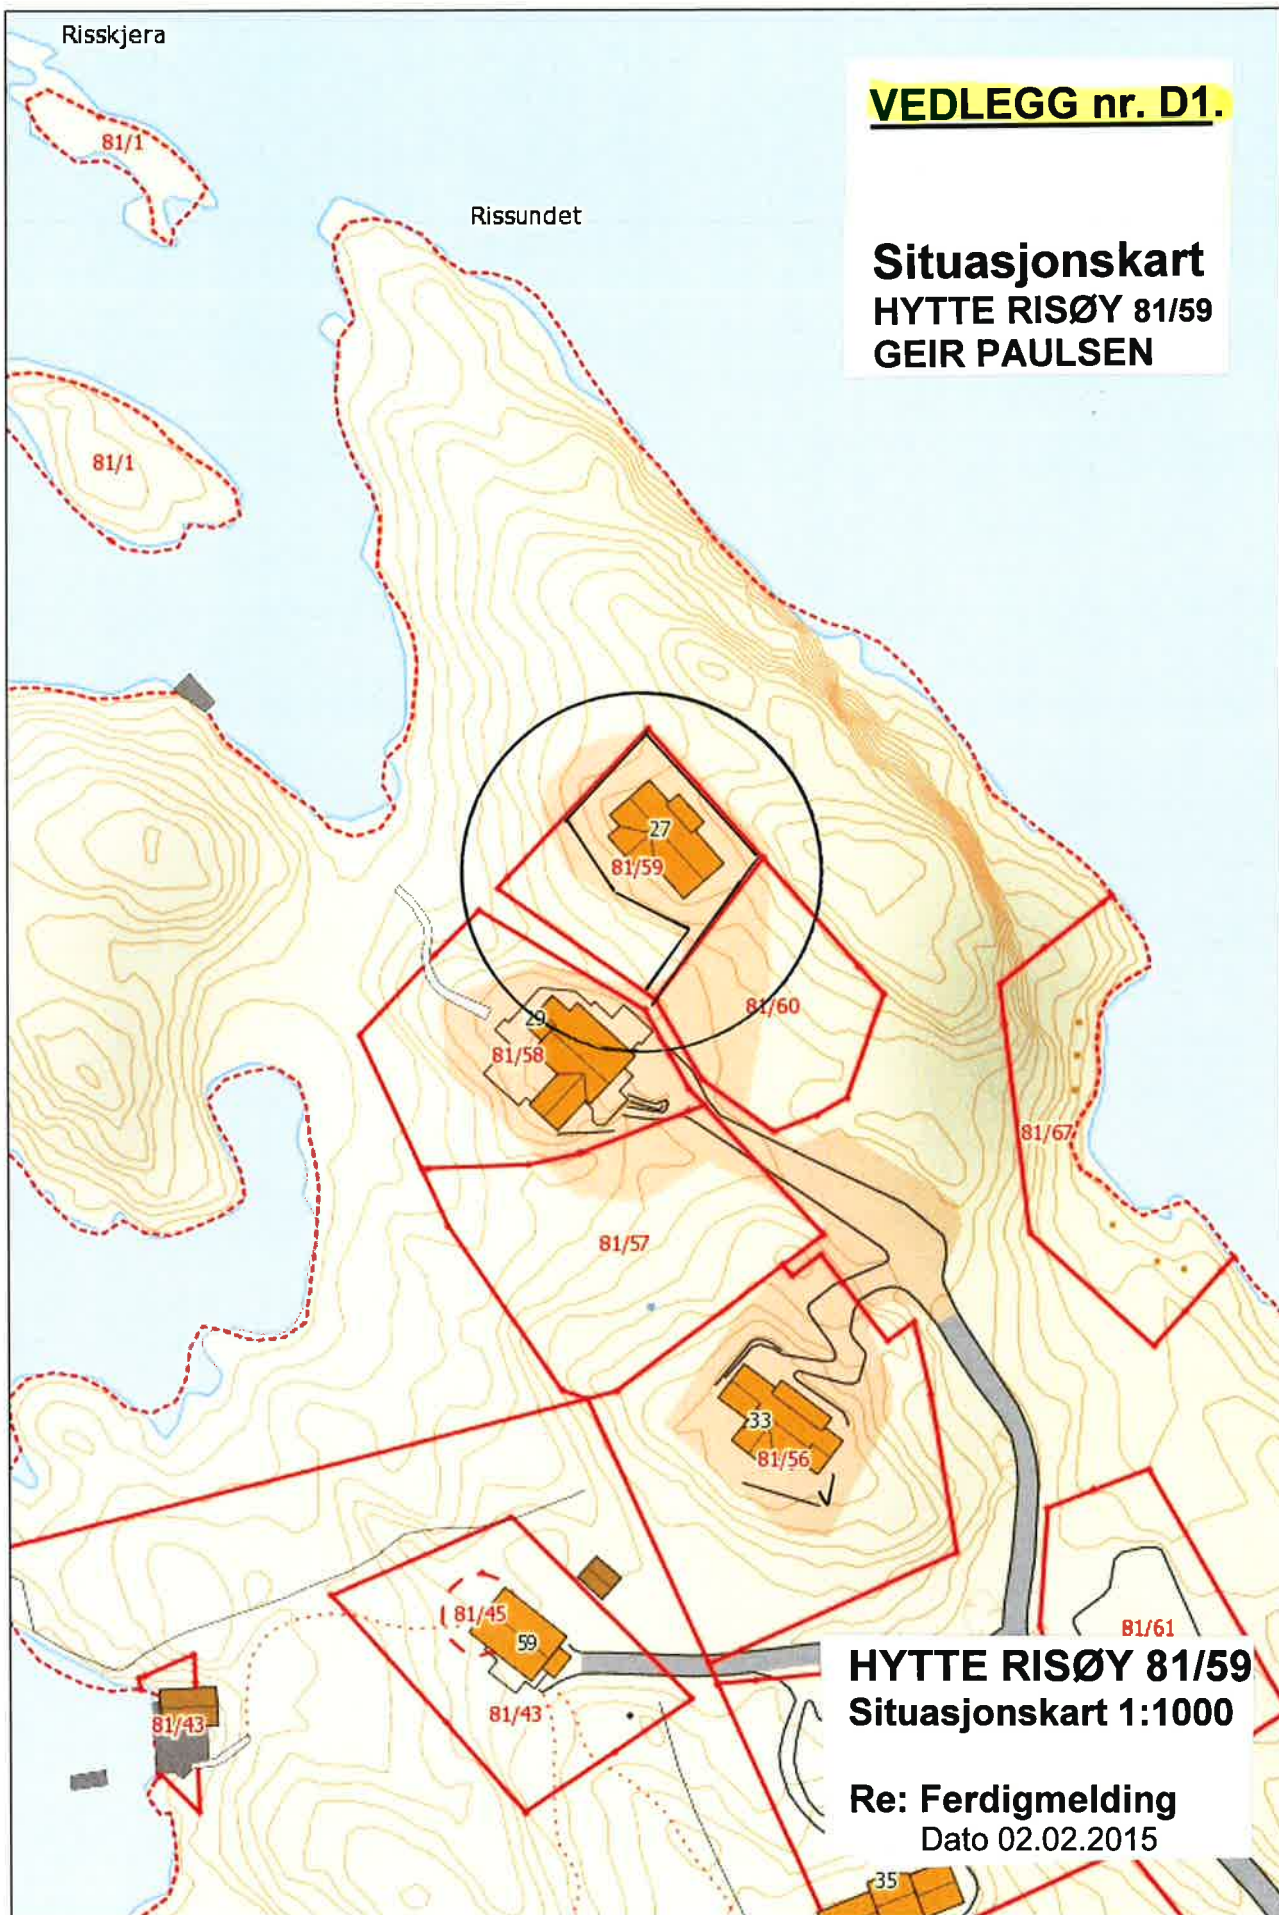 Risskjera
VEDLEGG nr. D1.
81/1
Rissundet
Situasjonskart
HYTTE RISØY 81/59
GEIR PAULSEN
81/1
27
81/59
81/60
29
81/58
81/67
81/57
33
81/56
81/45
59
81/61
81/43
81/43
HYTTE RISØY 81/59
Situasjonskart 1:1000
Re: Ferdigmelding
Dato 02.02.2015
35